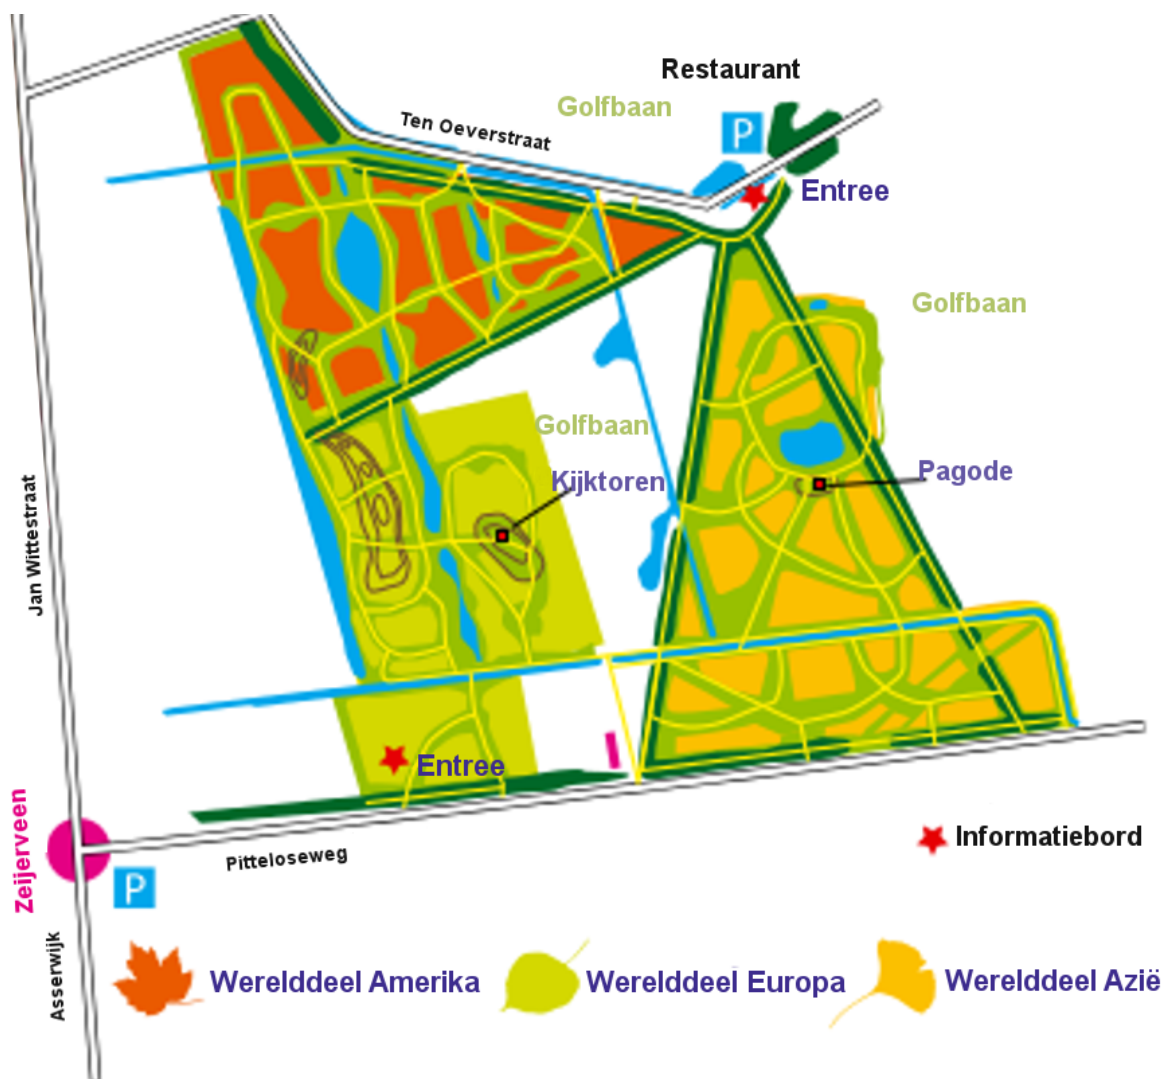 Restaurant
Golfbaan
P
Ten Oeverstraat
Entree
Golfbaan
Golfbaan
Kijktoren
Pagode
Jan Wittestraat
Entree
Zeijerveen
Pitteloseweg
Informatiebord
P
Asserwijk
Werelddeel Amerika
Werelddeel Europa
Werelddeel Azië